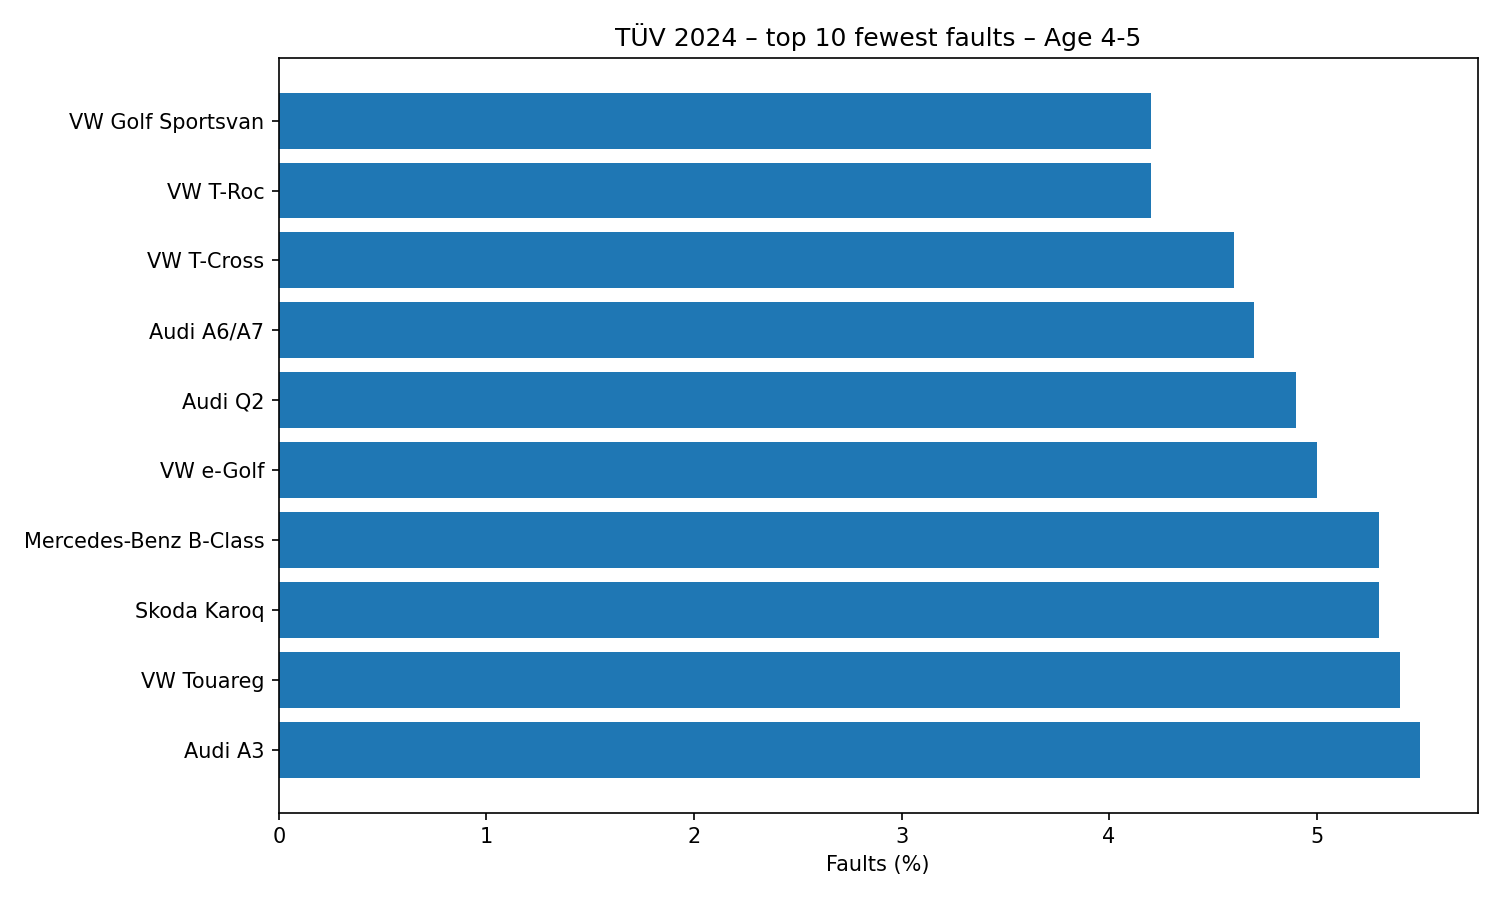 TÜV 2024 – top 10 fewest faults – Age 4-5
VW Golf Sportsvan
VW T-Roc
VW T-Cross
Audi A6/A7
Audi Q2
VW e-Golf
Mercedes-Benz B-Class
Skoda Karoq
VW Touareg
Audi A3
0 1 2 3 4 5
Faults (%)